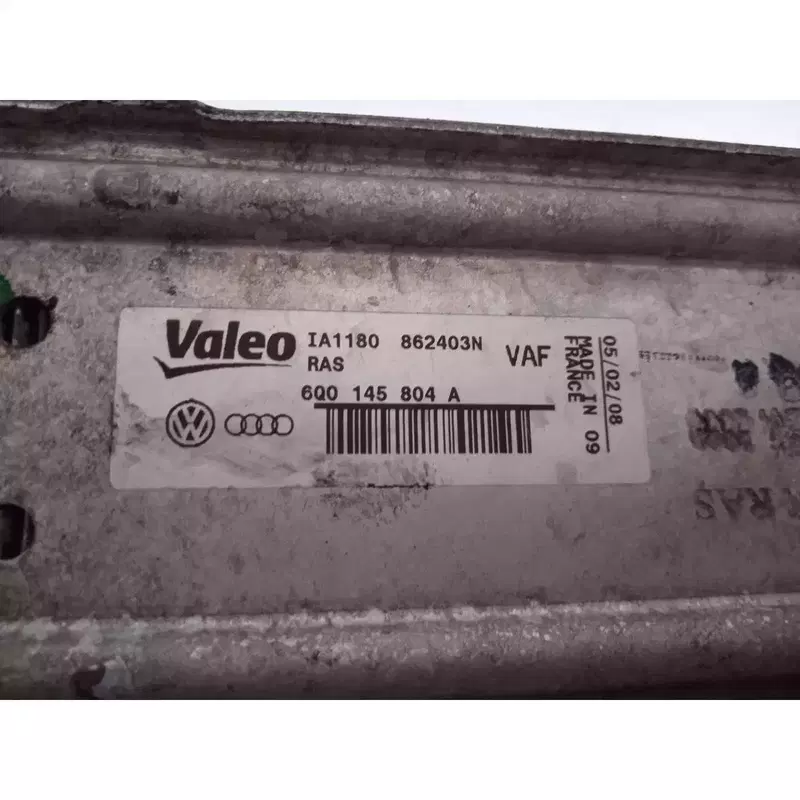 Valeo
IA1180 862403N
RAS
VAF
6Q0 145 804 A
05/02/08
MADE IN 09
FRANCE
RAS